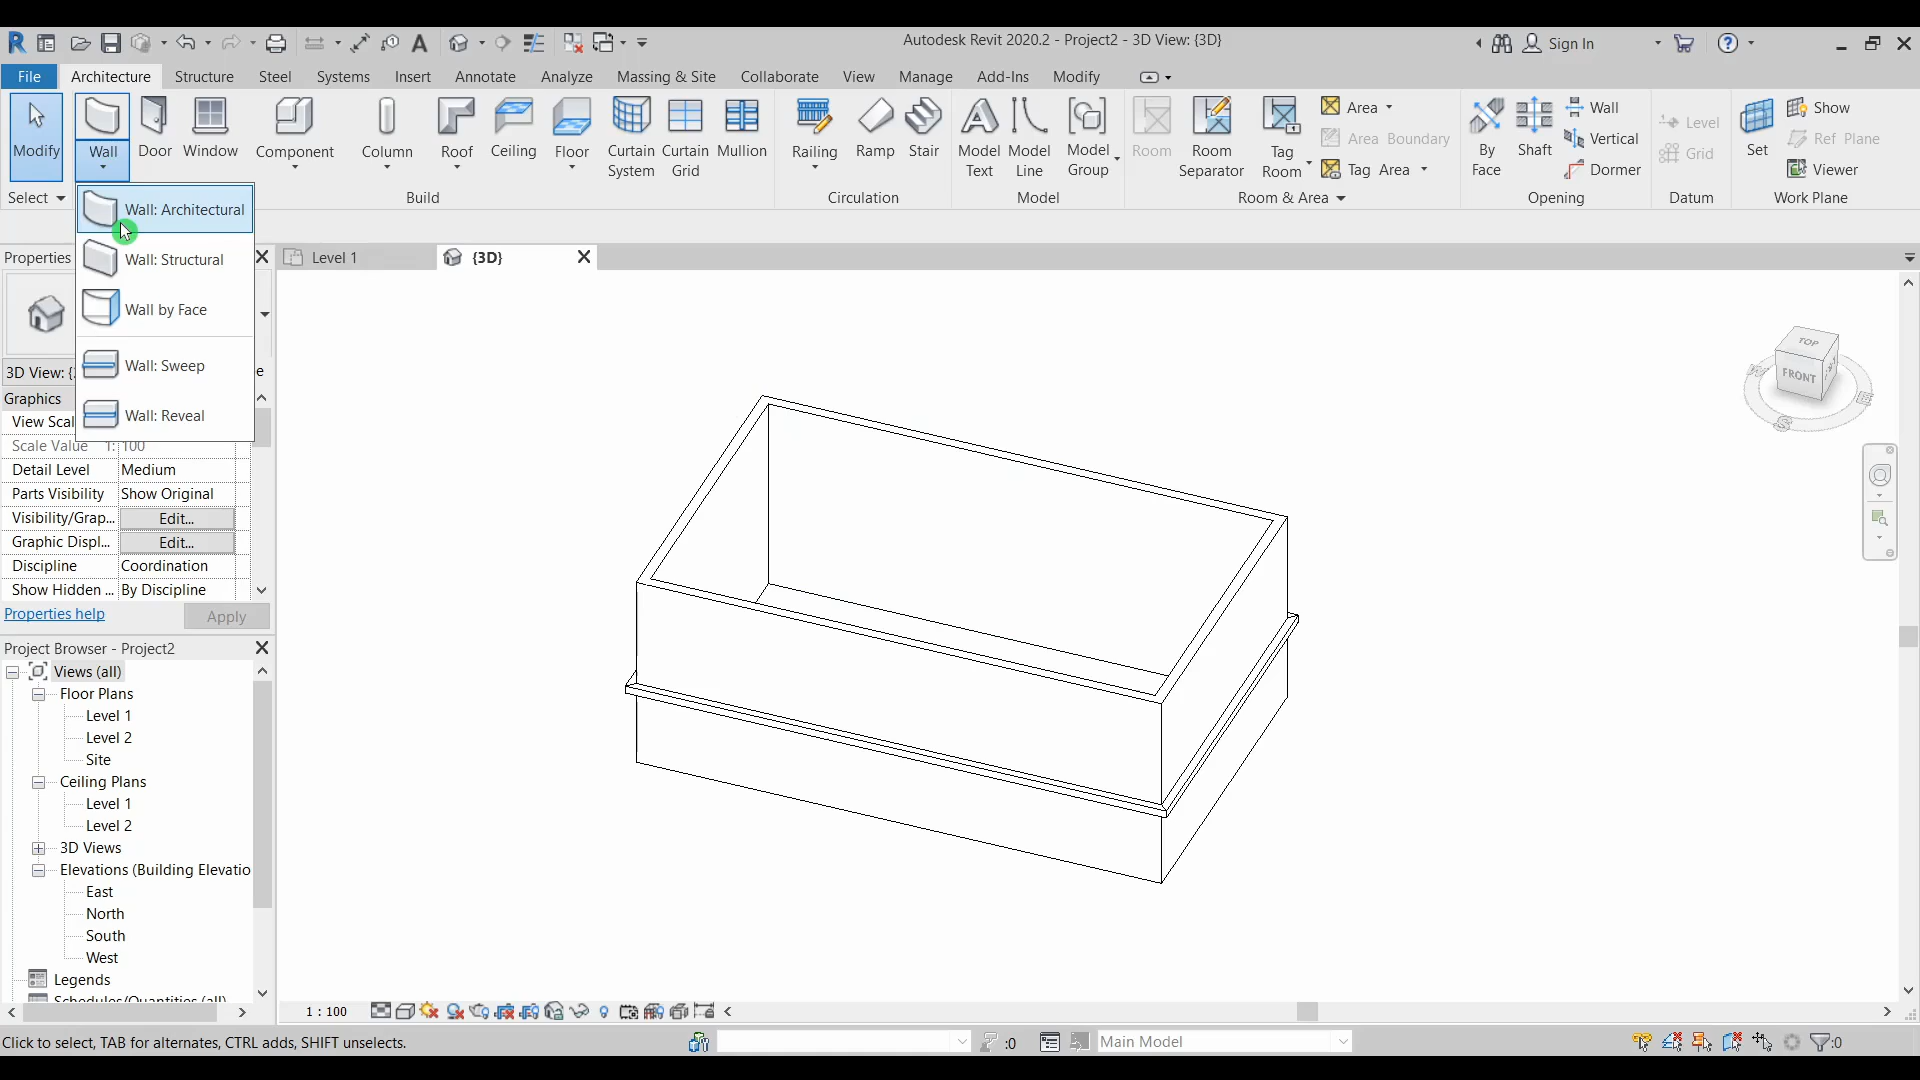 Autodesk Revit 2020.2 - Project2 - 3D View: {3D}
Sign In
File Architecture Structure Steel Systems Insert Annotate Analyze Massing & Site Collaborate View Manage Add-Ins Modify
Modify
Wall
Door
Window
Component
Column
Roof
Ceiling
Floor
Curtain System
Curtain Grid
Mullion
Railing
Ramp
Stair
Model Text
Model Line
Model Group
Room
Room Separator
Tag Room
Area
Area Boundary
Tag Area
By Face
Shaft
Wall
Vertical
Dormer
Level
Grid
Set
Show
Ref Plane
Viewer
Select
Build
Circulation
Model
Room & Area
Opening
Datum
Work Plane
Wall: Architectural
Wall: Structural
Wall by Face
Wall: Sweep
Wall: Reveal
Properties
Level 1
{3D}
3D View: {
e
Graphics
View Scal
Scale Value 1: 100
Detail Level Medium
Parts Visibility Show Original
Visibility/Grap... Edit...
Graphic Displ... Edit...
Discipline Coordination
Show Hidden ... By Discipline
Properties help
Apply
Project Browser - Project2
Views (all)
Floor Plans
Level 1
Level 2
Site
Ceiling Plans
Level 1
Level 2
3D Views
Elevations (Building Elevatio
East
North
South
West
Legends
Schedules/Quantities (all)
TOP
FRONT
W
S
E
1 : 100
Click to select, TAB for alternates, CTRL adds, SHIFT unselects.
:0
Main Model
:0